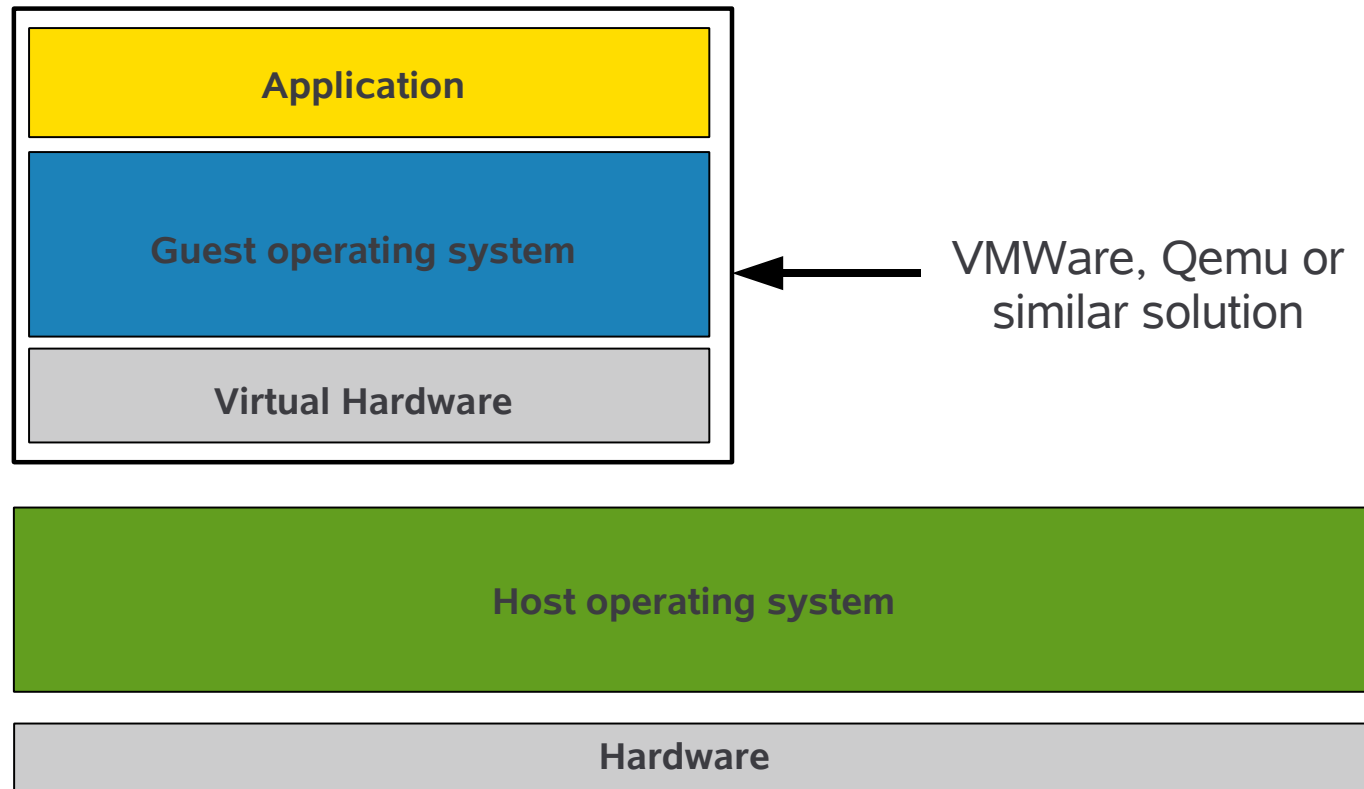 Application
Guest operating system
VMWare, Qemu or
similar solution
Virtual Hardware
Host operating system
Hardware